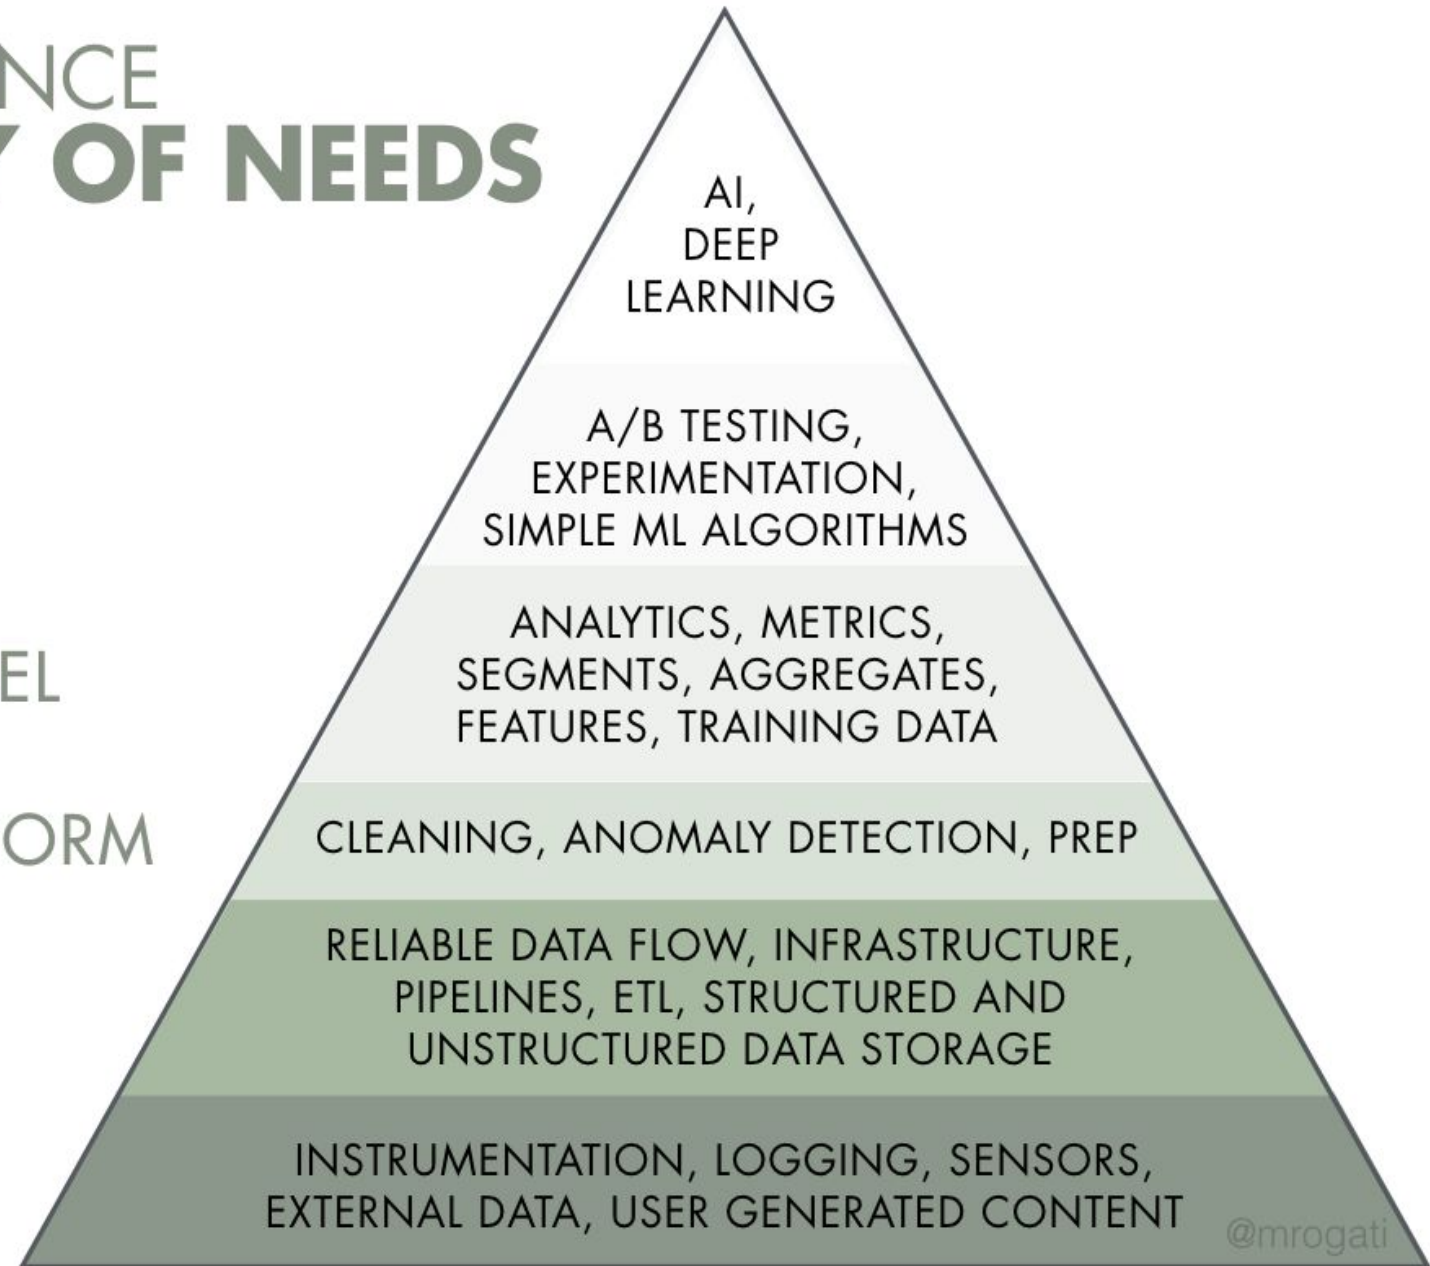 NCE
Y OF NEEDS
AI,
DEEP
LEARNING
A/B TESTING,
EXPERIMENTATION,
SIMPLE ML ALGORITHMS
ANALYTICS, METRICS,
SEGMENTS, AGGREGATES,
FEATURES, TRAINING DATA
EL
ORM
CLEANING, ANOMALY DETECTION, PREP
RELIABLE DATA FLOW, INFRASTRUCTURE,
PIPELINES, ETL, STRUCTURED AND
UNSTRUCTURED DATA STORAGE
INSTRUMENTATION, LOGGING, SENSORS,
EXTERNAL DATA, USER GENERATED CONTENT
@mrogati